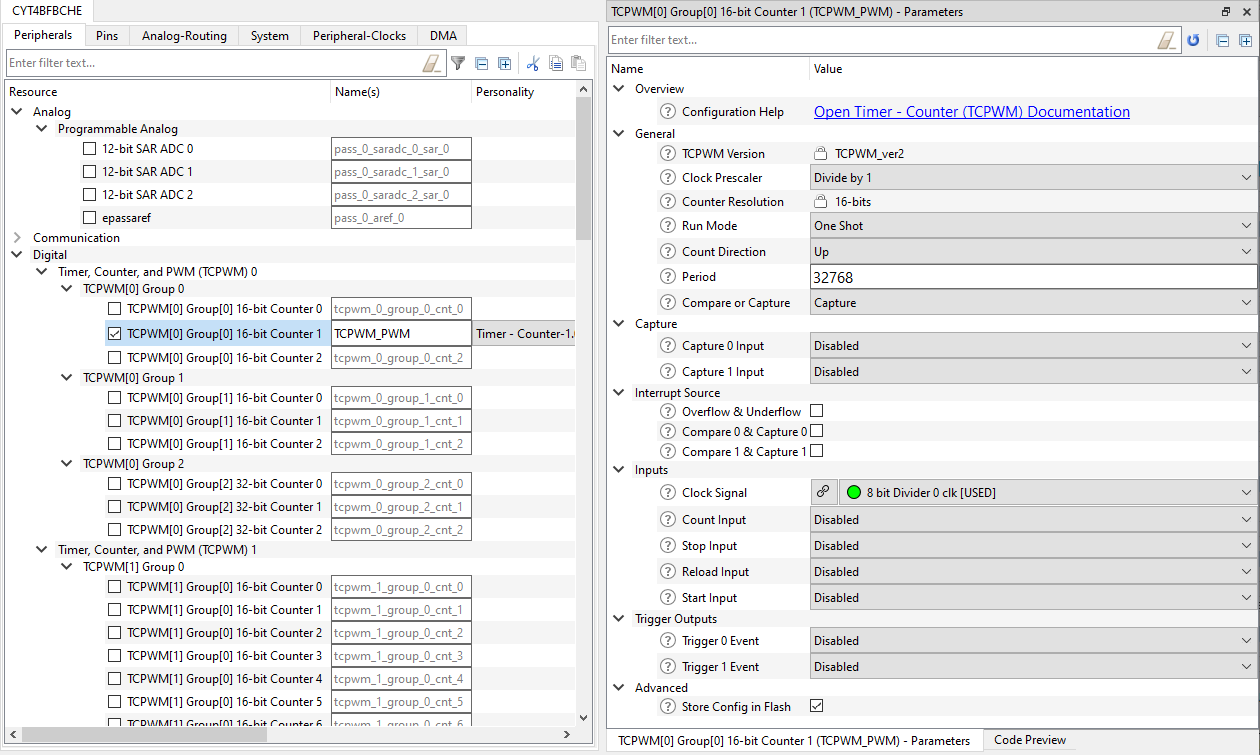 CYT4BFBCHE
Peripherals Pins Analog-Routing System Peripheral-Clocks DMA
Enter filter text...
Resource Name(s) Personality
Analog
Programmable Analog
12-bit SAR ADC 0 pass_0_saradc_0_sar_0
12-bit SAR ADC 1 pass_0_saradc_1_sar_0
12-bit SAR ADC 2 pass_0_saradc_2_sar_0
epassaref pass_0_aref_0
Communication
Digital
Timer, Counter, and PWM (TCPWM) 0
TCPWM[0] Group 0
TCPWM[0] Group[0] 16-bit Counter 0 tcpwm_0_group_0_cnt_0
TCPWM[0] Group[0] 16-bit Counter 1 TCPWM_PWM Timer - Counter-1.
TCPWM[0] Group[0] 16-bit Counter 2 tcpwm_0_group_0_cnt_2
TCPWM[0] Group 1
TCPWM[0] Group[1] 16-bit Counter 0 tcpwm_0_group_1_cnt_0
TCPWM[0] Group[1] 16-bit Counter 1 tcpwm_0_group_1_cnt_1
TCPWM[0] Group[1] 16-bit Counter 2 tcpwm_0_group_1_cnt_2
TCPWM[0] Group 2
TCPWM[0] Group[2] 32-bit Counter 0 tcpwm_0_group_2_cnt_0
TCPWM[0] Group[2] 32-bit Counter 1 tcpwm_0_group_2_cnt_1
TCPWM[0] Group[2] 32-bit Counter 2 tcpwm_0_group_2_cnt_2
Timer, Counter, and PWM (TCPWM) 1
TCPWM[1] Group 0
TCPWM[1] Group[0] 16-bit Counter 0 tcpwm_1_group_0_cnt_0
TCPWM[1] Group[0] 16-bit Counter 1 tcpwm_1_group_0_cnt_1
TCPWM[1] Group[0] 16-bit Counter 2 tcpwm_1_group_0_cnt_2
TCPWM[1] Group[0] 16-bit Counter 3 tcpwm_1_group_0_cnt_3
TCPWM[1] Group[0] 16-bit Counter 4 tcpwm_1_group_0_cnt_4
TCPWM[1] Group[0] 16-bit Counter 5 tcpwm_1_group_0_cnt_5
TCPWM[1] Group[0] 16-bit Counter 6 tcpwm_1_group_0_cnt_6
TCPWM[0] Group[0] 16-bit Counter 1 (TCPWM_PWM) - Parameters
Enter filter text...
Name Value
Overview
Configuration Help Open Timer - Counter (TCPWM) Documentation
General
TCPWM Version TCPWM_ver2
Clock Prescaler Divide by 1
Counter Resolution 16-bits
Run Mode One Shot
Count Direction Up
Period 32768
Compare or Capture Capture
Capture
Capture 0 Input Disabled
Capture 1 Input Disabled
Interrupt Source
Overflow & Underflow
Compare 0 & Capture 0
Compare 1 & Capture 1
Inputs
Clock Signal 8 bit Divider 0 clk [USED]
Count Input Disabled
Stop Input Disabled
Reload Input Disabled
Start Input Disabled
Trigger Outputs
Trigger 0 Event Disabled
Trigger 1 Event Disabled
Advanced
Store Config in Flash
TCPWM[0] Group[0] 16-bit Counter 1 (TCPWM_PWM) - Parameters Code Preview